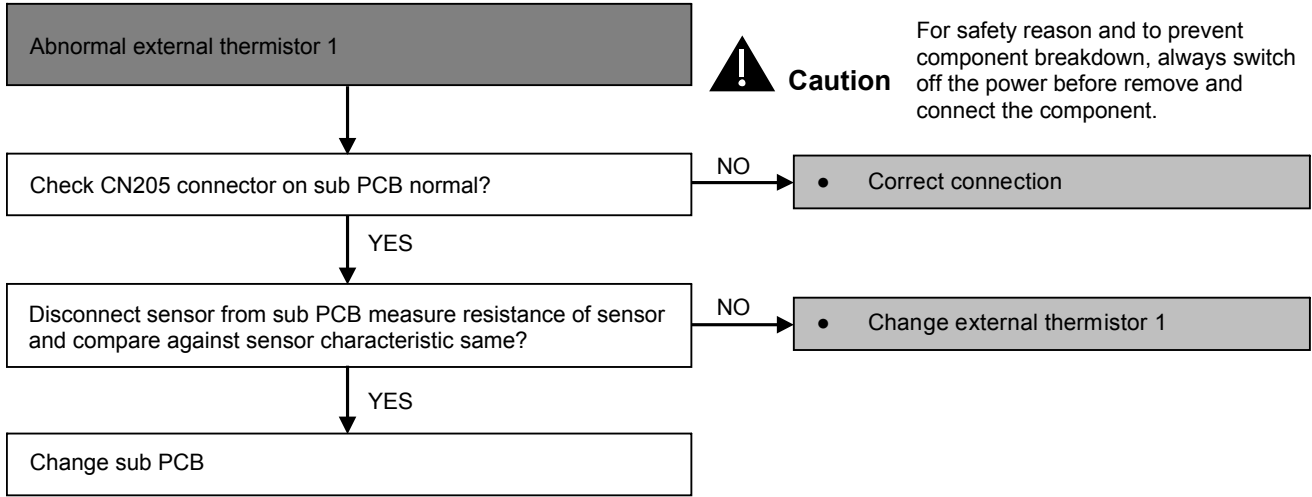 Abnormal external thermistor 1
Caution
For safety reason and to prevent
component breakdown, always switch
off the power before remove and
connect the component.
Check CN205 connector on sub PCB normal?
NO
● Correct connection
YES
Disconnect sensor from sub PCB measure resistance of sensor
and compare against sensor characteristic same?
NO
● Change external thermistor 1
YES
Change sub PCB